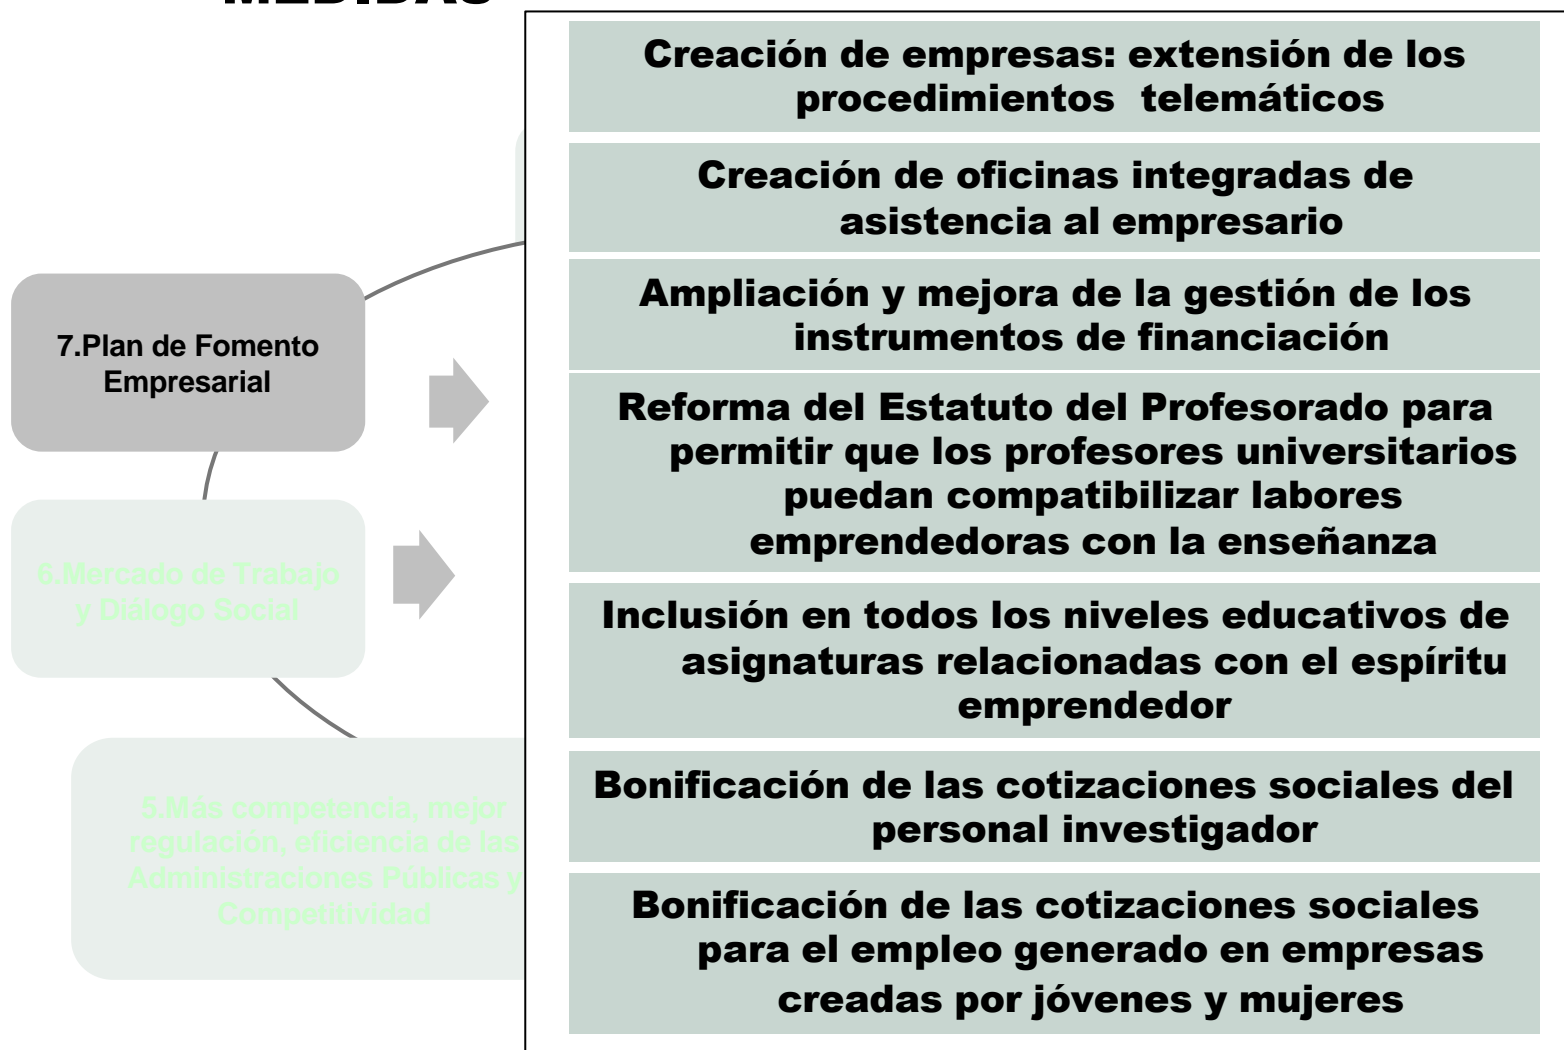 MEDIDAS
Creación de empresas: extensión de los
procedimientos telemáticos
Creación de oficinas integradas de
asistencia al empresario
Ampliación y mejora de la gestión de los
instrumentos de financiación
Reforma del Estatuto del Profesorado para
permitir que los profesores universitarios
puedan compatibilizar labores
emprendedoras con la enseñanza
Inclusión en todos los niveles educativos de
asignaturas relacionadas con el espíritu
emprendedor
Bonificación de las cotizaciones sociales del
personal investigador
Bonificación de las cotizaciones sociales
para el empleo generado en empresas
creadas por jóvenes y mujeres
7.Plan de Fomento
Empresarial
6.Mercado de Trabajo
y Diálogo Social
5.Más competencia, mejor
regulación, eficiencia de las
Administraciones Públicas y
Competitividad